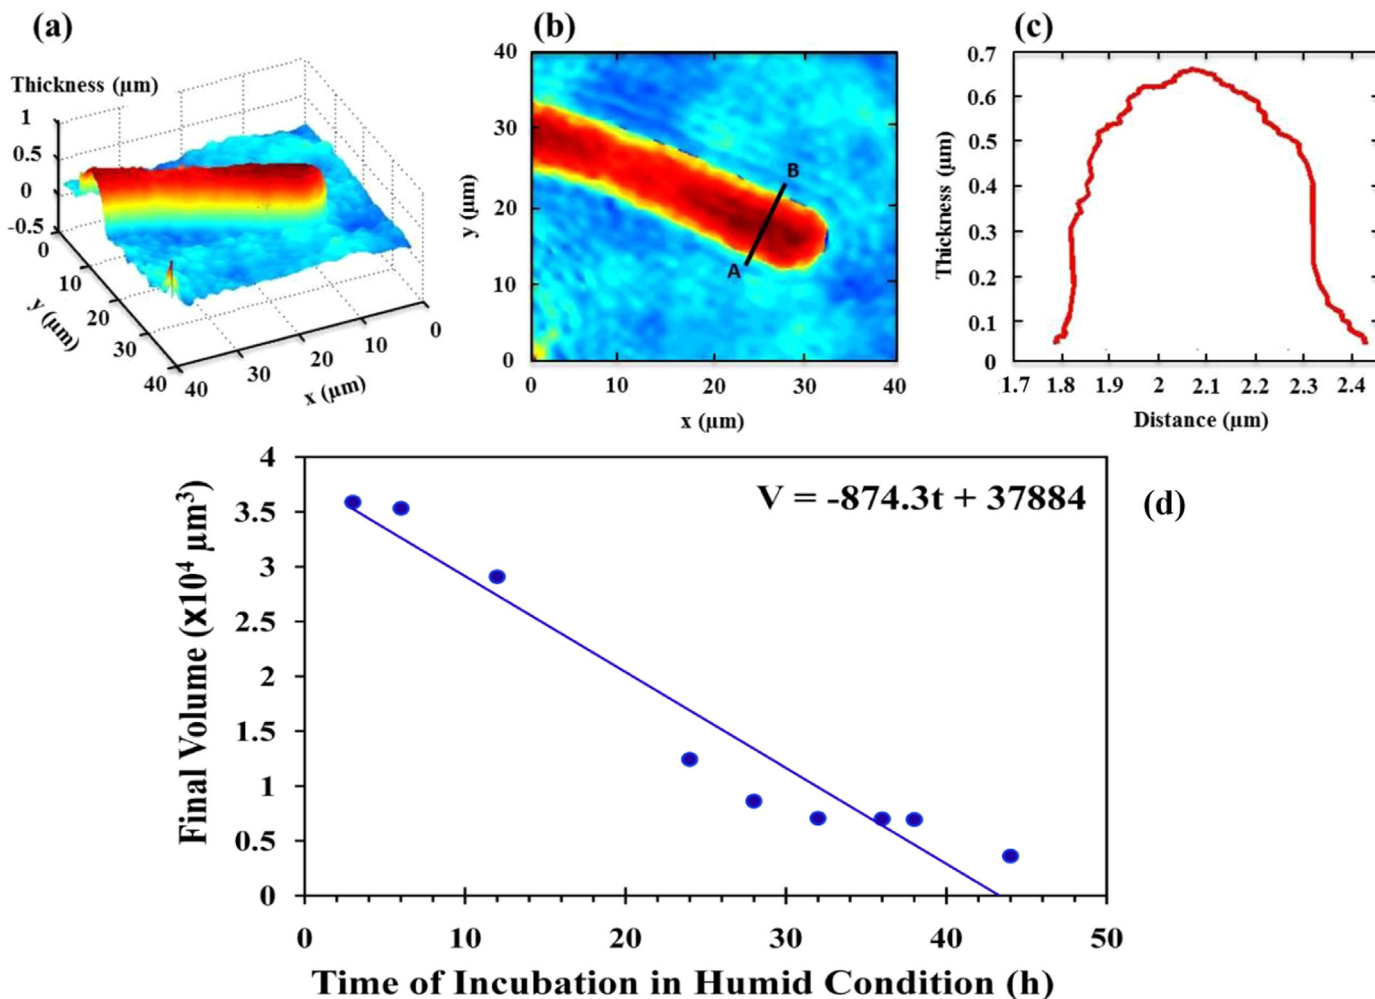 (a)
Thickness (μm)
1
0.5
0
-0.5
0
10
20
30
40
y (μm)
40
30
20
10
0
x (μm)
(b)
40
30
20
10
0
y (μm)
B
A
0
10
20
30
40
x (μm)
(c)
0.7
0.6
0.5
0.4
0.3
0.2
0.1
0
Thickness (μm)
1.7 1.8 1.9 2 2.1 2.2 2.3 2.4
Distance (μm)
V = -874.3t + 37884
(d)
4
3.5
3
2.5
2
1.5
1
0.5
0
Final Volume (x10⁴ μm³)
0 10 20 30 40 50
Time of Incubation in Humid Condition (h)